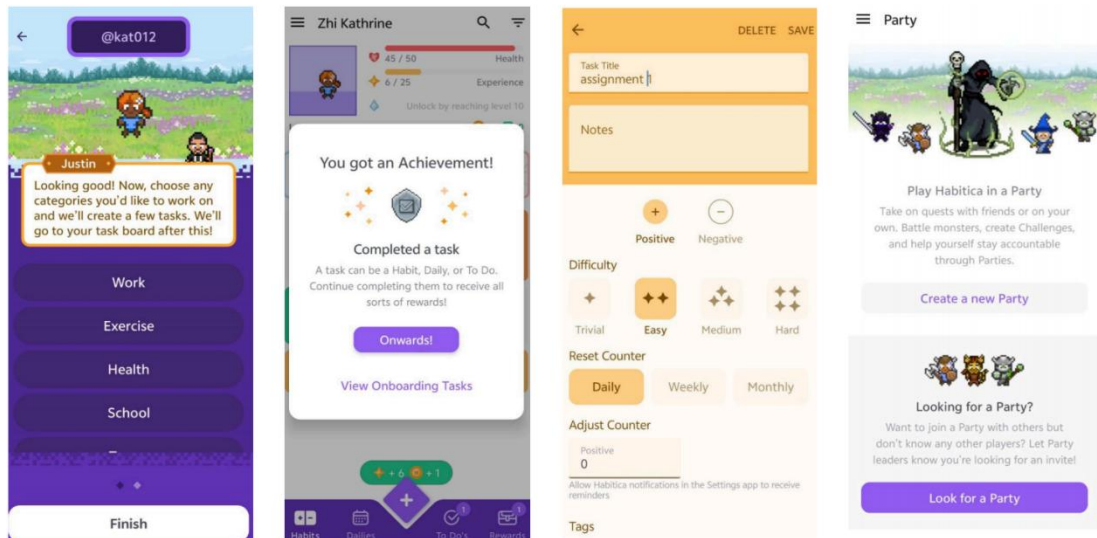 @kat012
Justin
Looking good! Now, choose any
categories you'd like to work on
and we'll create a few tasks. We'll
go to your task board after this!
Work
Exercise
Health
School
Finish
Zhi Kathrine
45 / 50 Health
6 / 25 Experience
Unlock by reaching level 10
You got an Achievement!
Completed a task
A task can be a Habit, Daily, or To Do.
Continue completing them to receive all
sorts of rewards!
Onwards!
View Onboarding Tasks
+ 6 + 1
1 1
Habits Dailies To Do's Rewards
DELETE SAVE
Task Title
assignment 1
Notes
Positive Negative
Difficulty
Trivial Easy Medium Hard
Reset Counter
Daily Weekly Monthly
Adjust Counter
Positive
0
Allow Habitica notifications in the Settings app to receive
reminders
Tags
Party
Play Habitica in a Party
Take on quests with friends or on your
own. Battle monsters, create Challenges,
and help yourself stay accountable
through Parties.
Create a new Party
Looking for a Party?
Want to join a Party with others but
don't know any other players? Let Party
leaders know you're looking for an invite!
Look for a Party